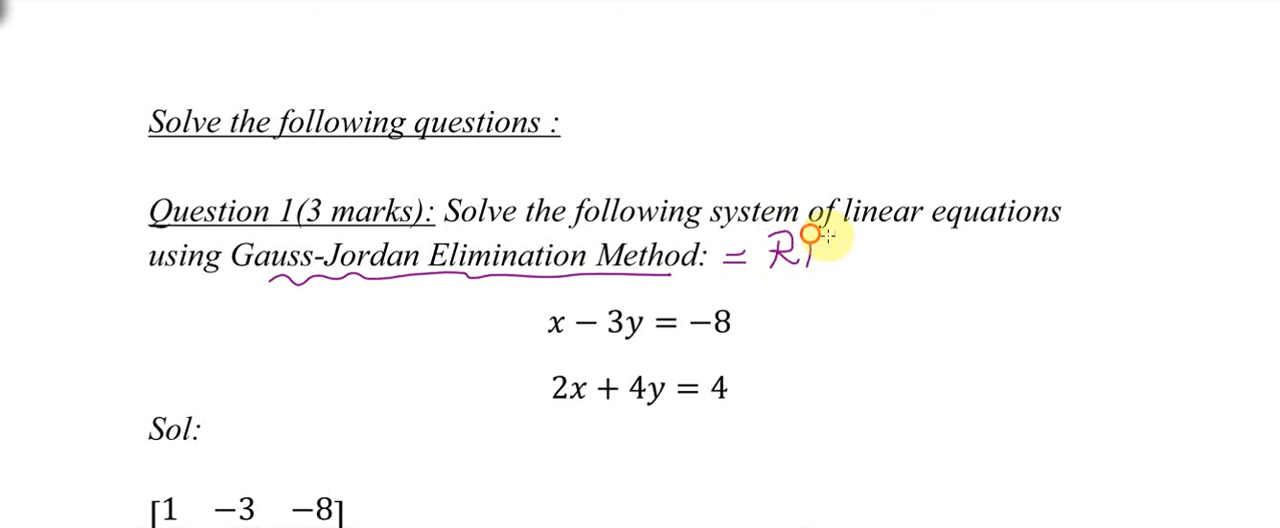 Solve the following questions :
Question 1(3 marks): Solve the following system of linear equations
using Gauss-Jordan Elimination Method: =
x − 3y = −8
2x + 4y = 4
Sol:
[1 −3 −8]